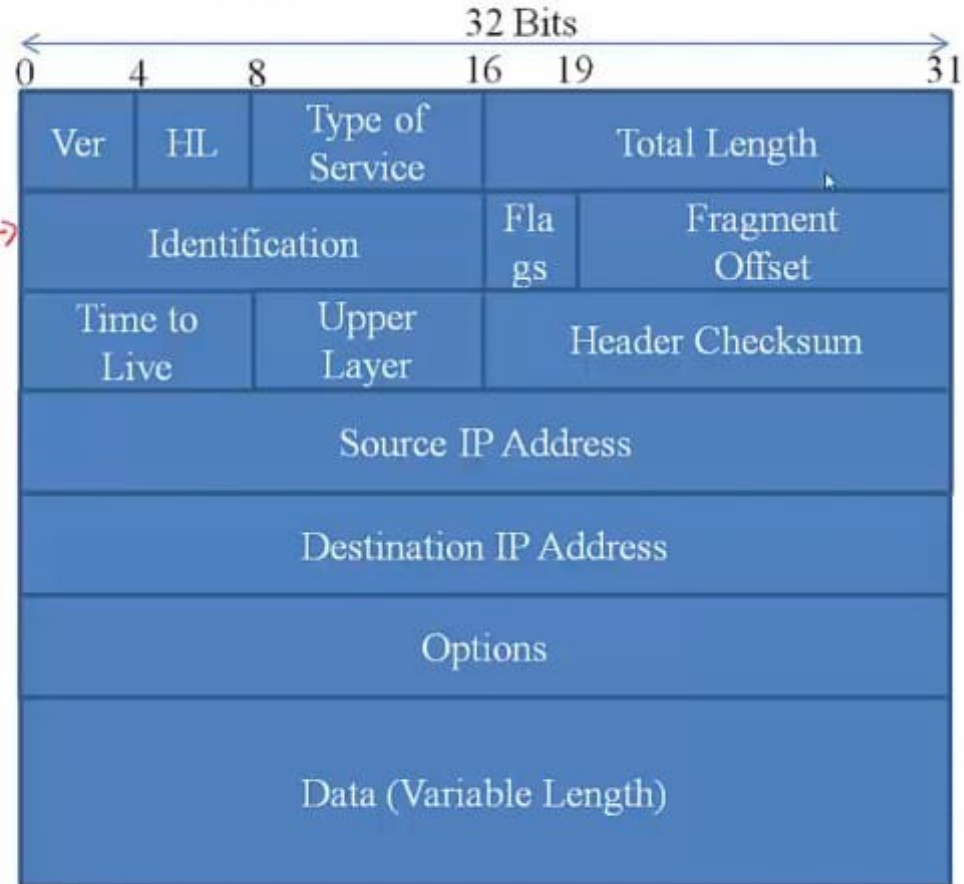 32 Bits
0 4 8 16 19 31
Ver HL Type of Service Total Length
Identification Fla gs Fragment Offset
Time to Live Upper Layer Header Checksum
Source IP Address
Destination IP Address
Options
Data (Variable Length)